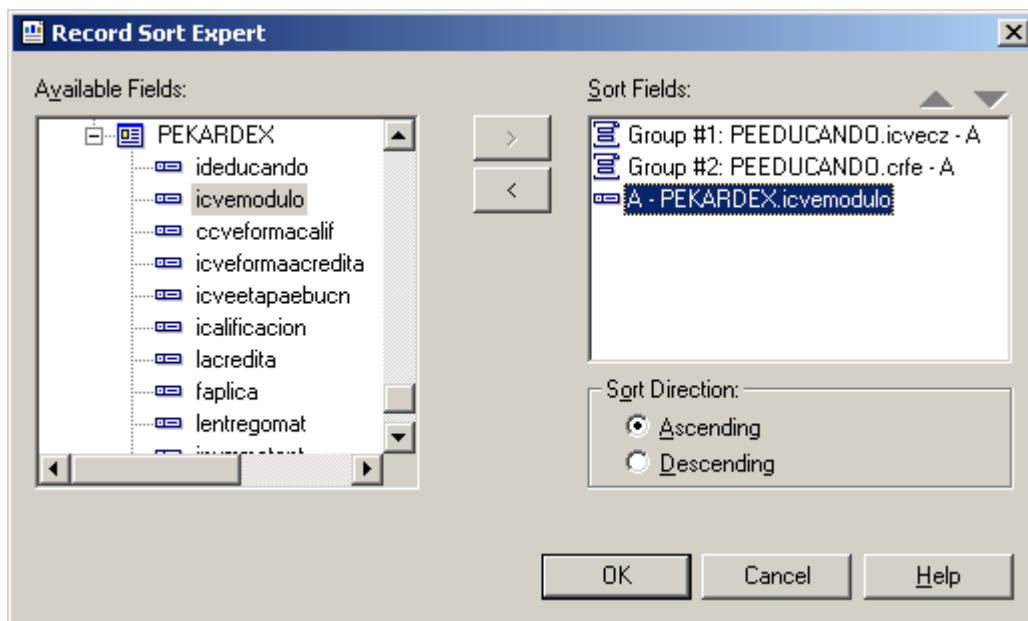 Record Sort Expert
Available Fields:
PEKARDEX
ideducando
icvemodulo
ccveformacalif
icveformaacredita
icveetapaebucn
icalificacion
lacredita
faplica
lentregomat
>
<
Sort Fields:
Group #1: PEEDUCANDO.icvecz - A
Group #2: PEEDUCANDO.crfe - A
A - PEKARDEX.icvemodulo
Sort Direction:
Ascending
Descending
OK
Cancel
Help